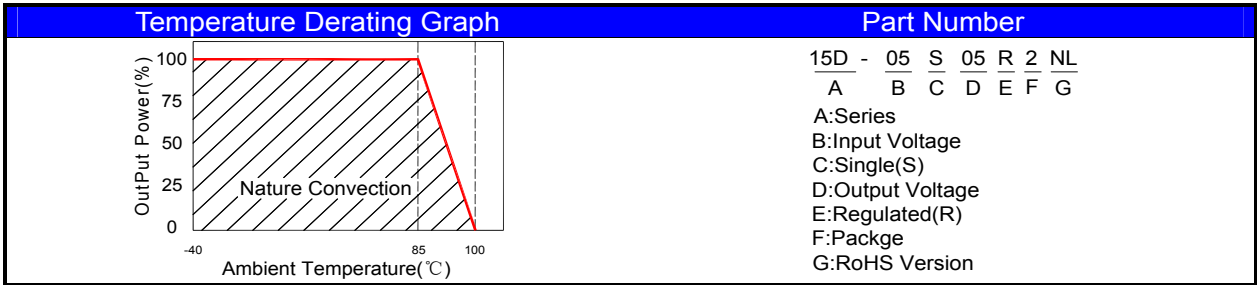 Temperature Derating Graph
OutPut Power(%)
100
75
50
25
0
Nature Convection
-40 85 100
Ambient Temperature(℃)
Part Number
15D - 05 S 05 R 2 NL
A B C D E F G
A:Series
B:Input Voltage
C:Single(S)
D:Output Voltage
E:Regulated(R)
F:Packge
G:RoHS Version